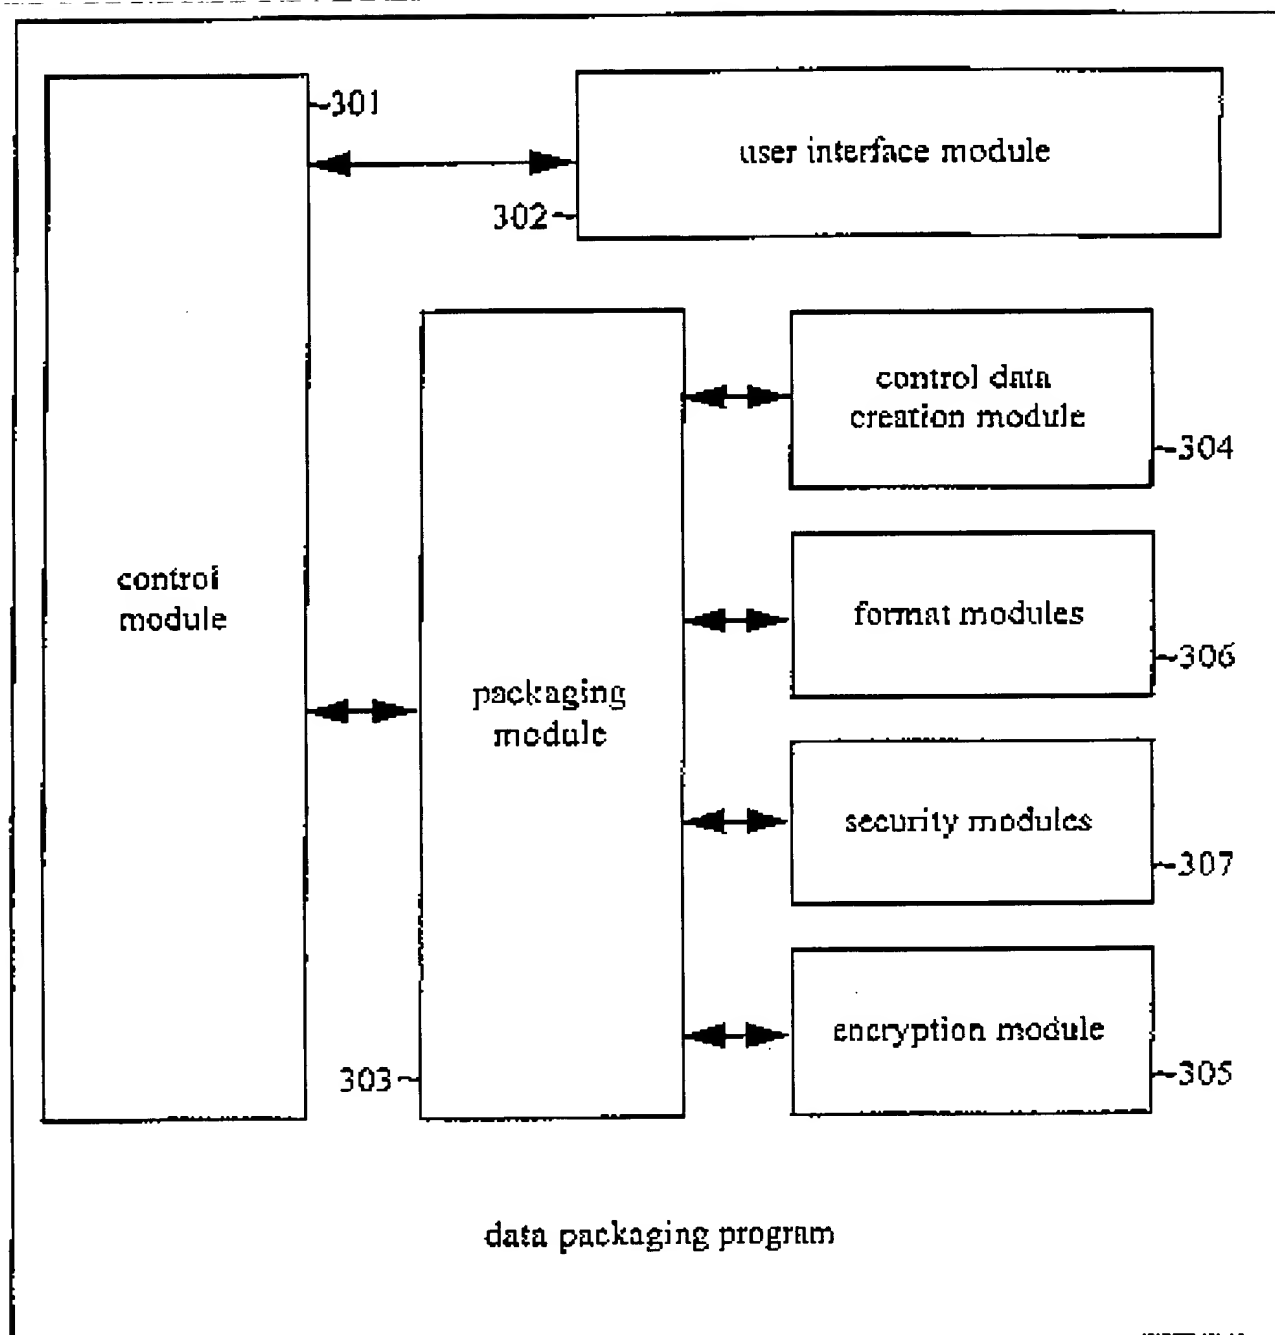 301
user interface module
302
control data
creation module
304
control
module
format modules
306
packaging
module
security modules
307
encryption module
303
305
data packaging program